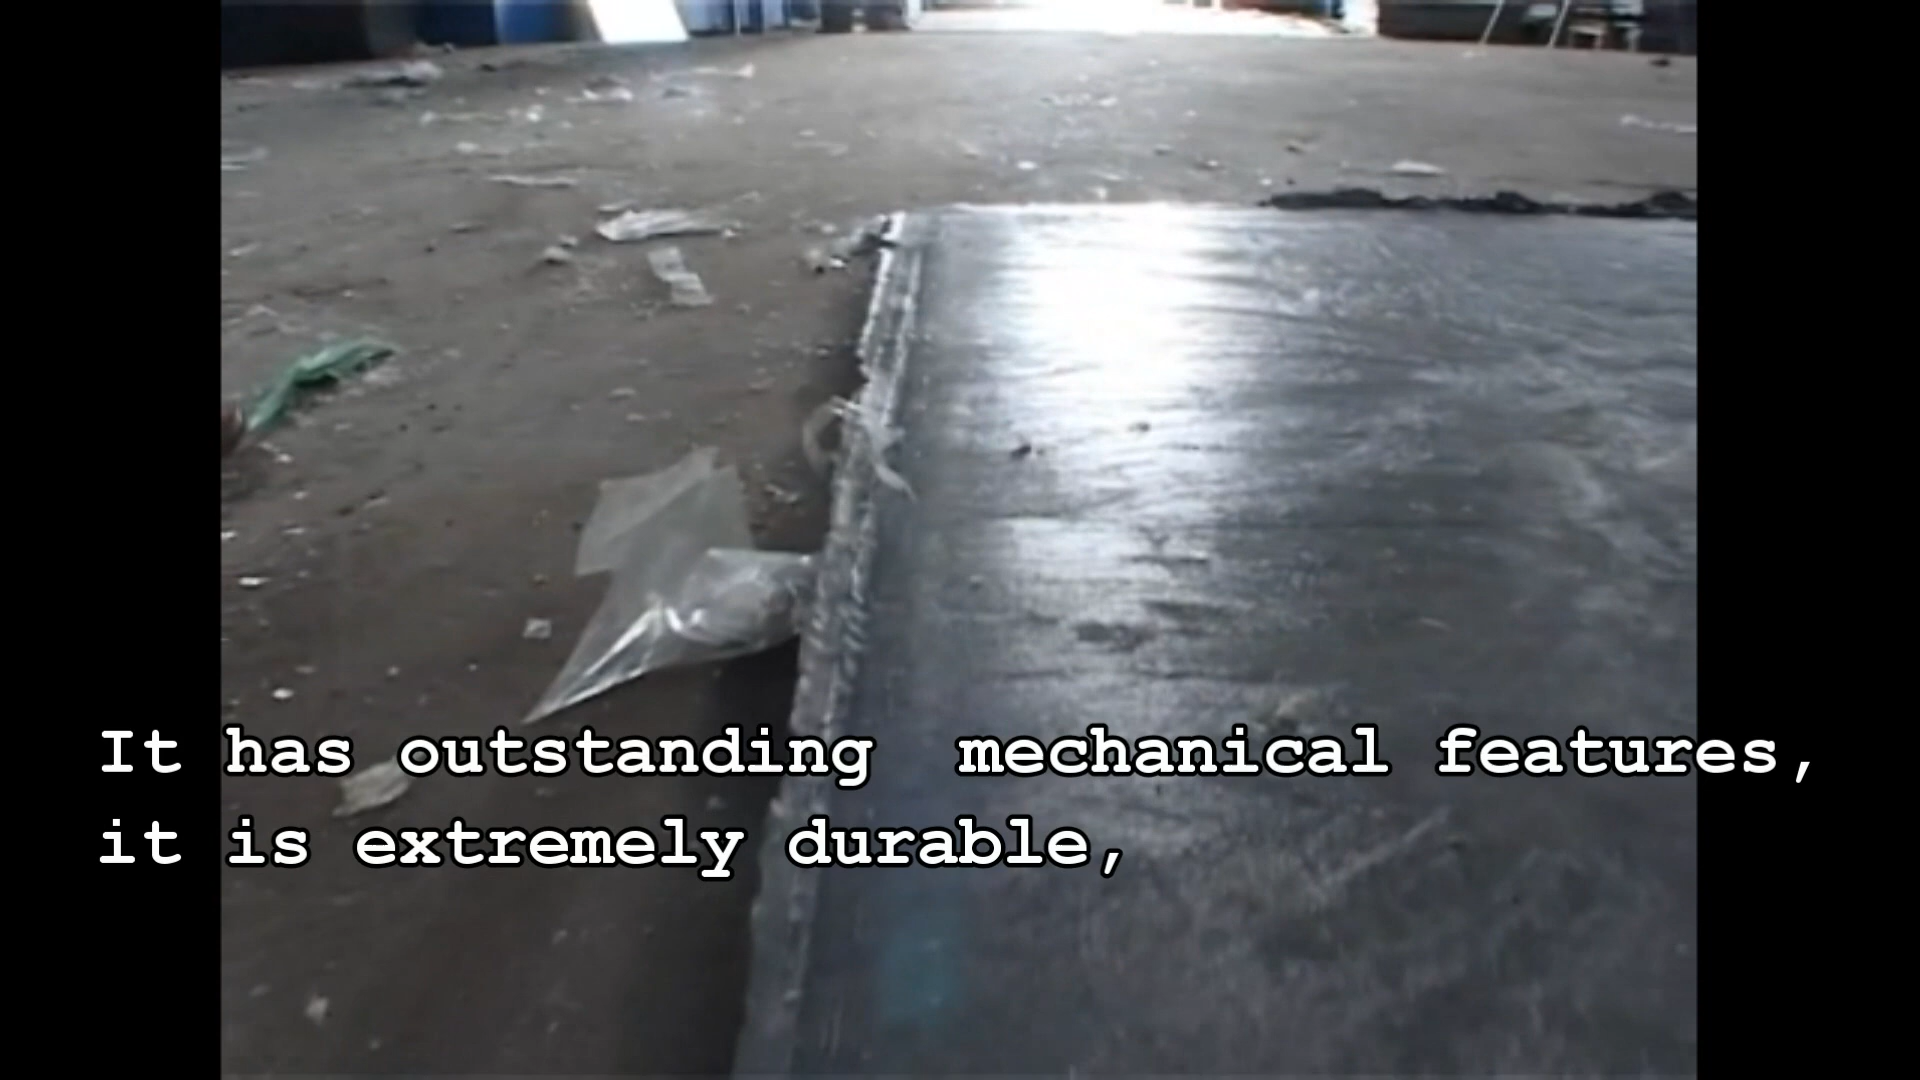 It has outstanding  mechanical features,
it is extremely durable,